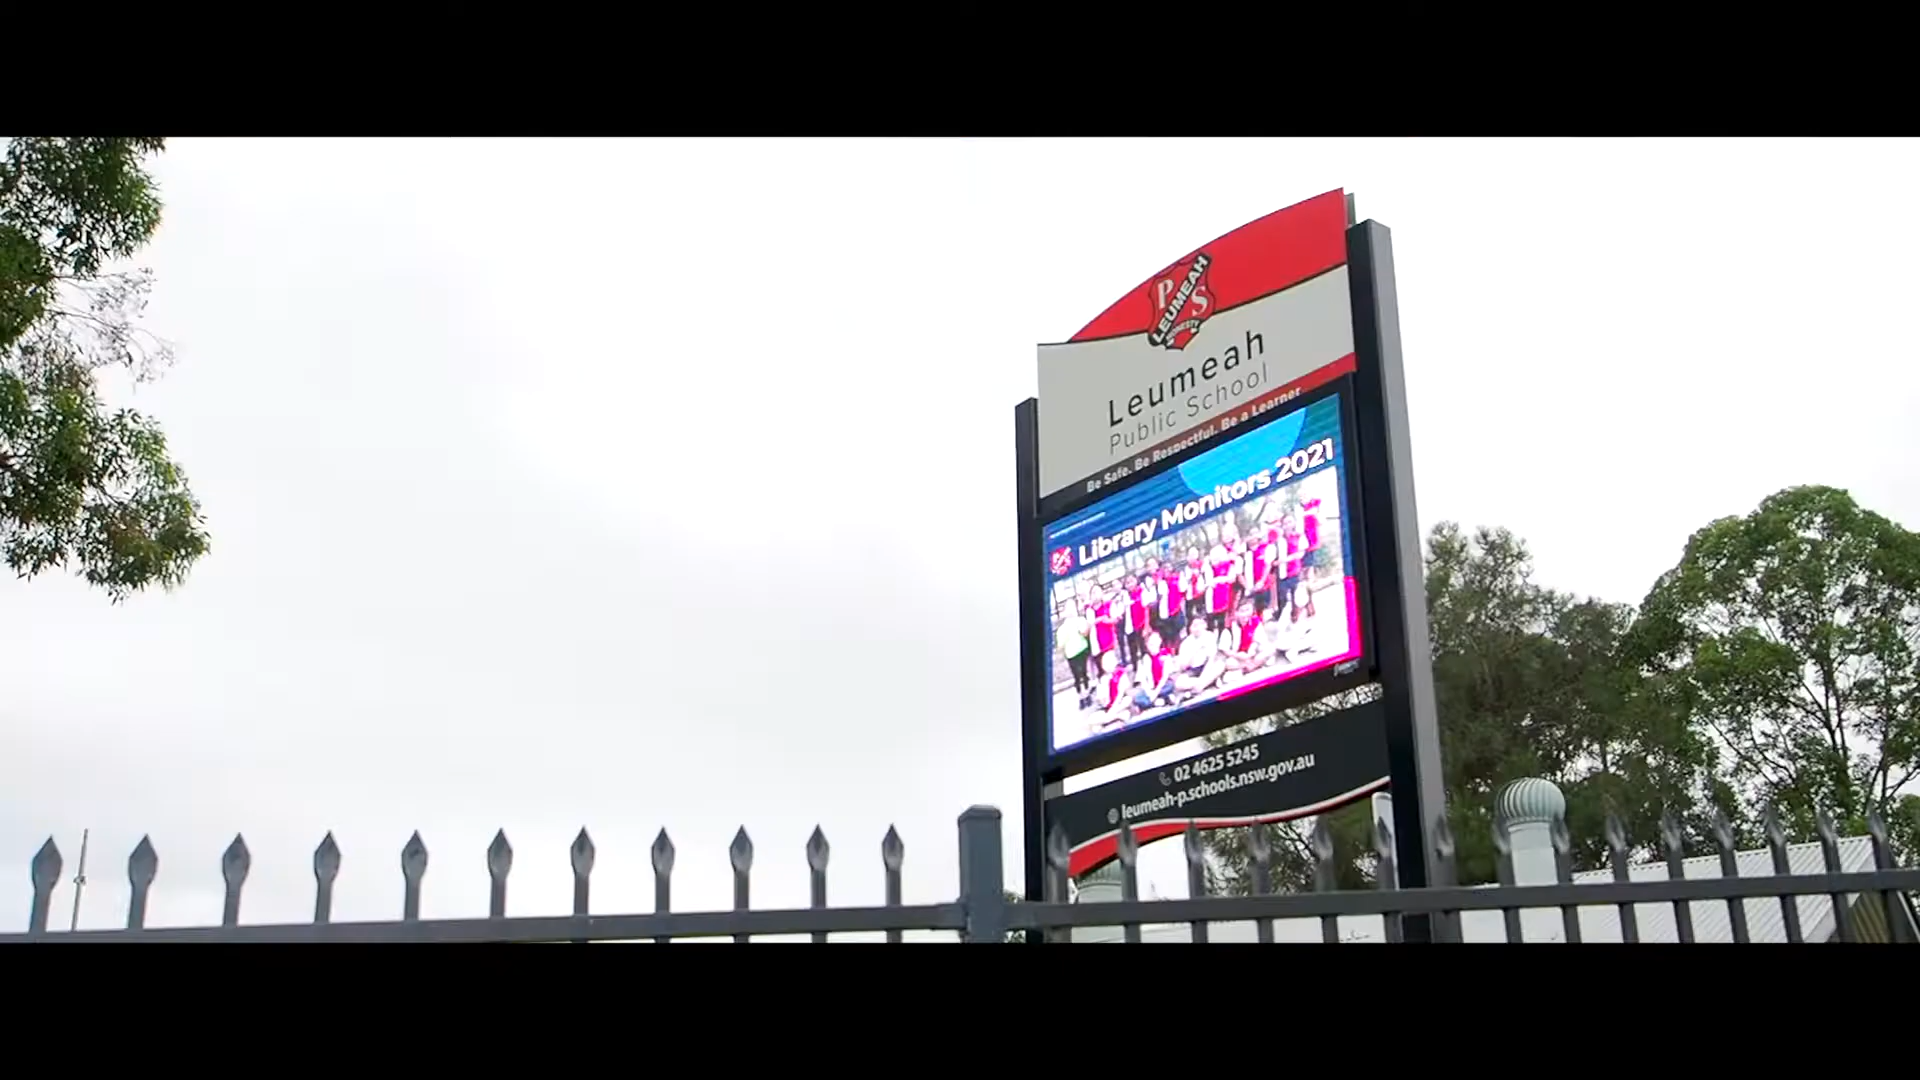 P S
LEUMEAH
HONESTY
Leumeah
Public School
Be Safe. Be Respectful. Be a Learner
Library Monitors 2021
02 4625 5245
leumeah-p.schools.nsw.gov.au